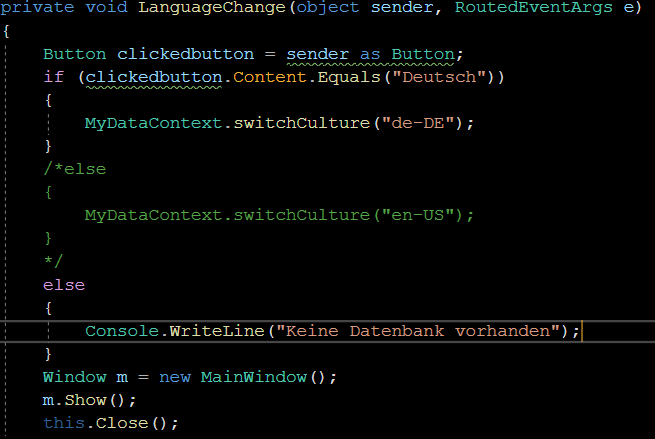 private void LanguageChange(object sender, RoutedEventArgs e)
{
Button clickedbutton = sender as Button;
if (clickedbutton.Content.Equals("Deutsch"))
{
MyDataContext.switchCulture("de-DE");
}
/*else
{
MyDataContext.switchCulture("en-US");
}
*/
else
{
Console.WriteLine("Keine Datenbank vorhanden");
}
Window m = new MainWindow();
m.Show();
this.Close();